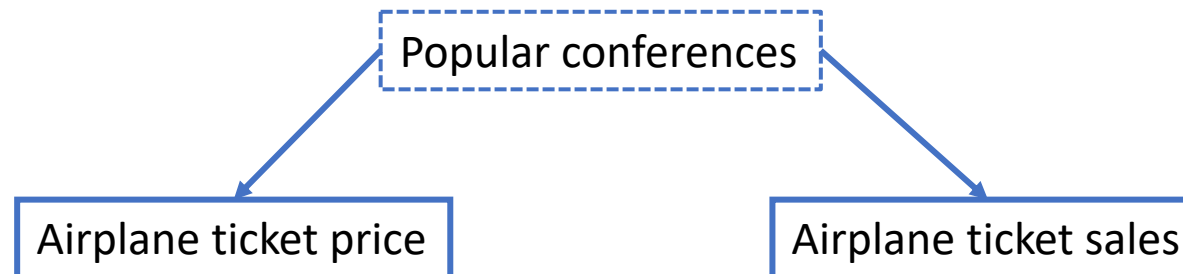 Popular conferences
Airplane ticket price
Airplane ticket sales